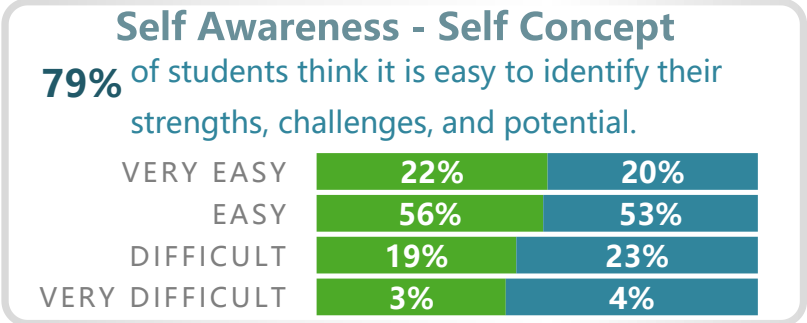 Self Awareness - Self Concept
79% of students think it is easy to identify their
strengths, challenges, and potential.
VERY EASY 22% 20%
EASY 56% 53%
DIFFICULT 19% 23%
VERY DIFFICULT 3% 4%